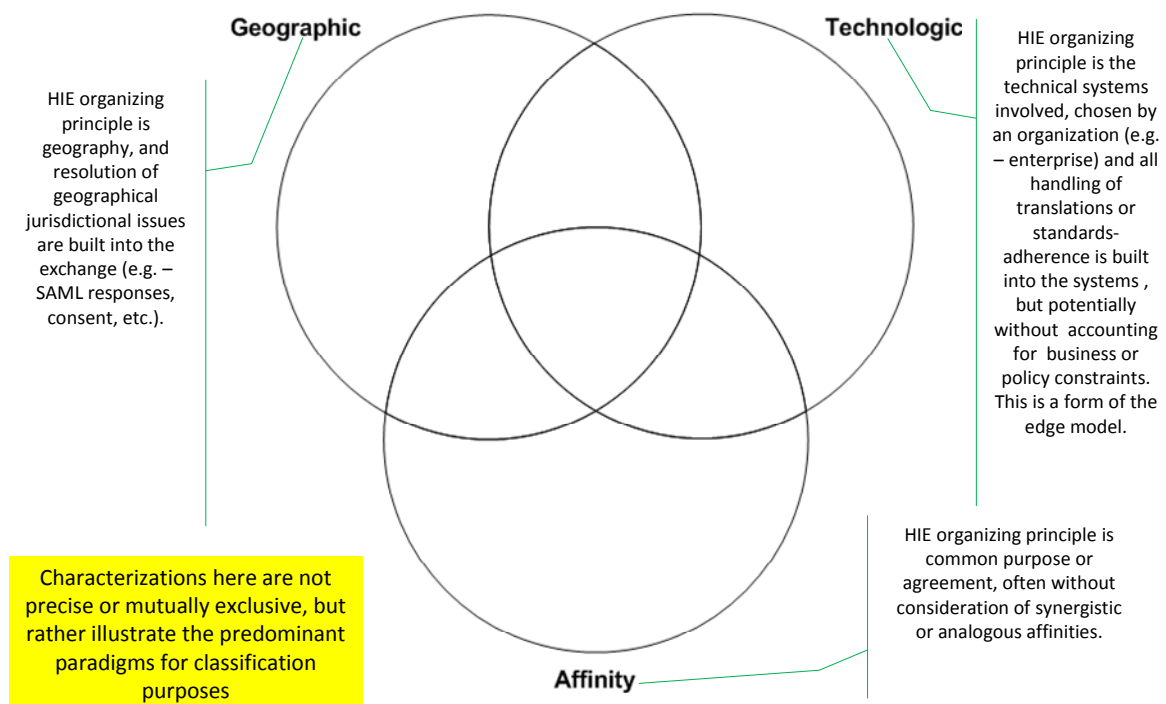 Geographic
HIE organizing
principle is
geography, and
resolution of
geographical
jurisdictional issues
are built into the
exchange (e.g. –
SAML responses,
consent, etc.).
Technologic
HIE organizing
principle is the
technical systems
involved, chosen by
an organization (e.g.
– enterprise) and all
handling of
translations or
standards-
adherence is built
into the systems ,
but potentially
without accounting
for business or
policy constraints.
This is a form of the
edge model.
Affinity
HIE organizing principle is
common purpose or
agreement, often without
consideration of synergistic
or analogous affinities.
Characterizations here are not
precise or mutually exclusive, but
rather illustrate the predominant
paradigms for classification
purposes